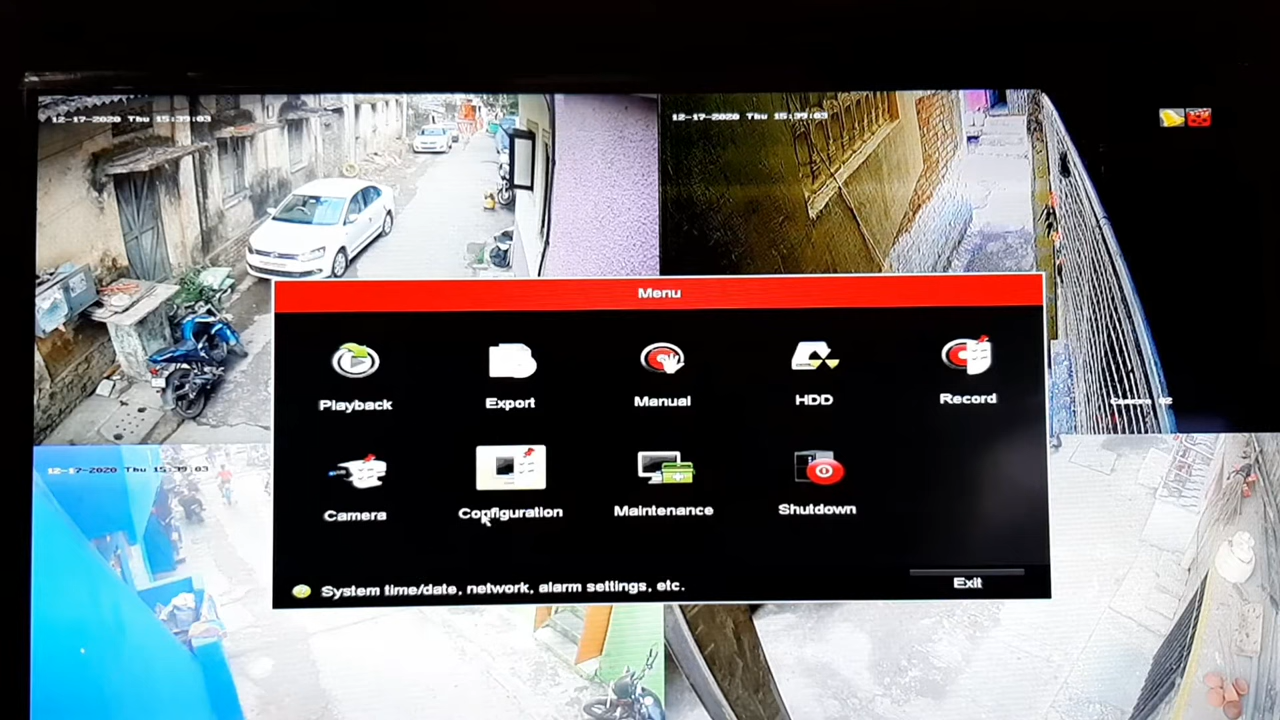 12-17-2020 Thu 15:39:03
12-17-2020 Thu 15:39:03
Menu
Playback
Export
Manual
HDD
Record
Camera 02
12-17-2020 Thu 15:39:03
Camera
Configuration
Maintenance
Shutdown
System time/date, network, alarm settings, etc.
Exit